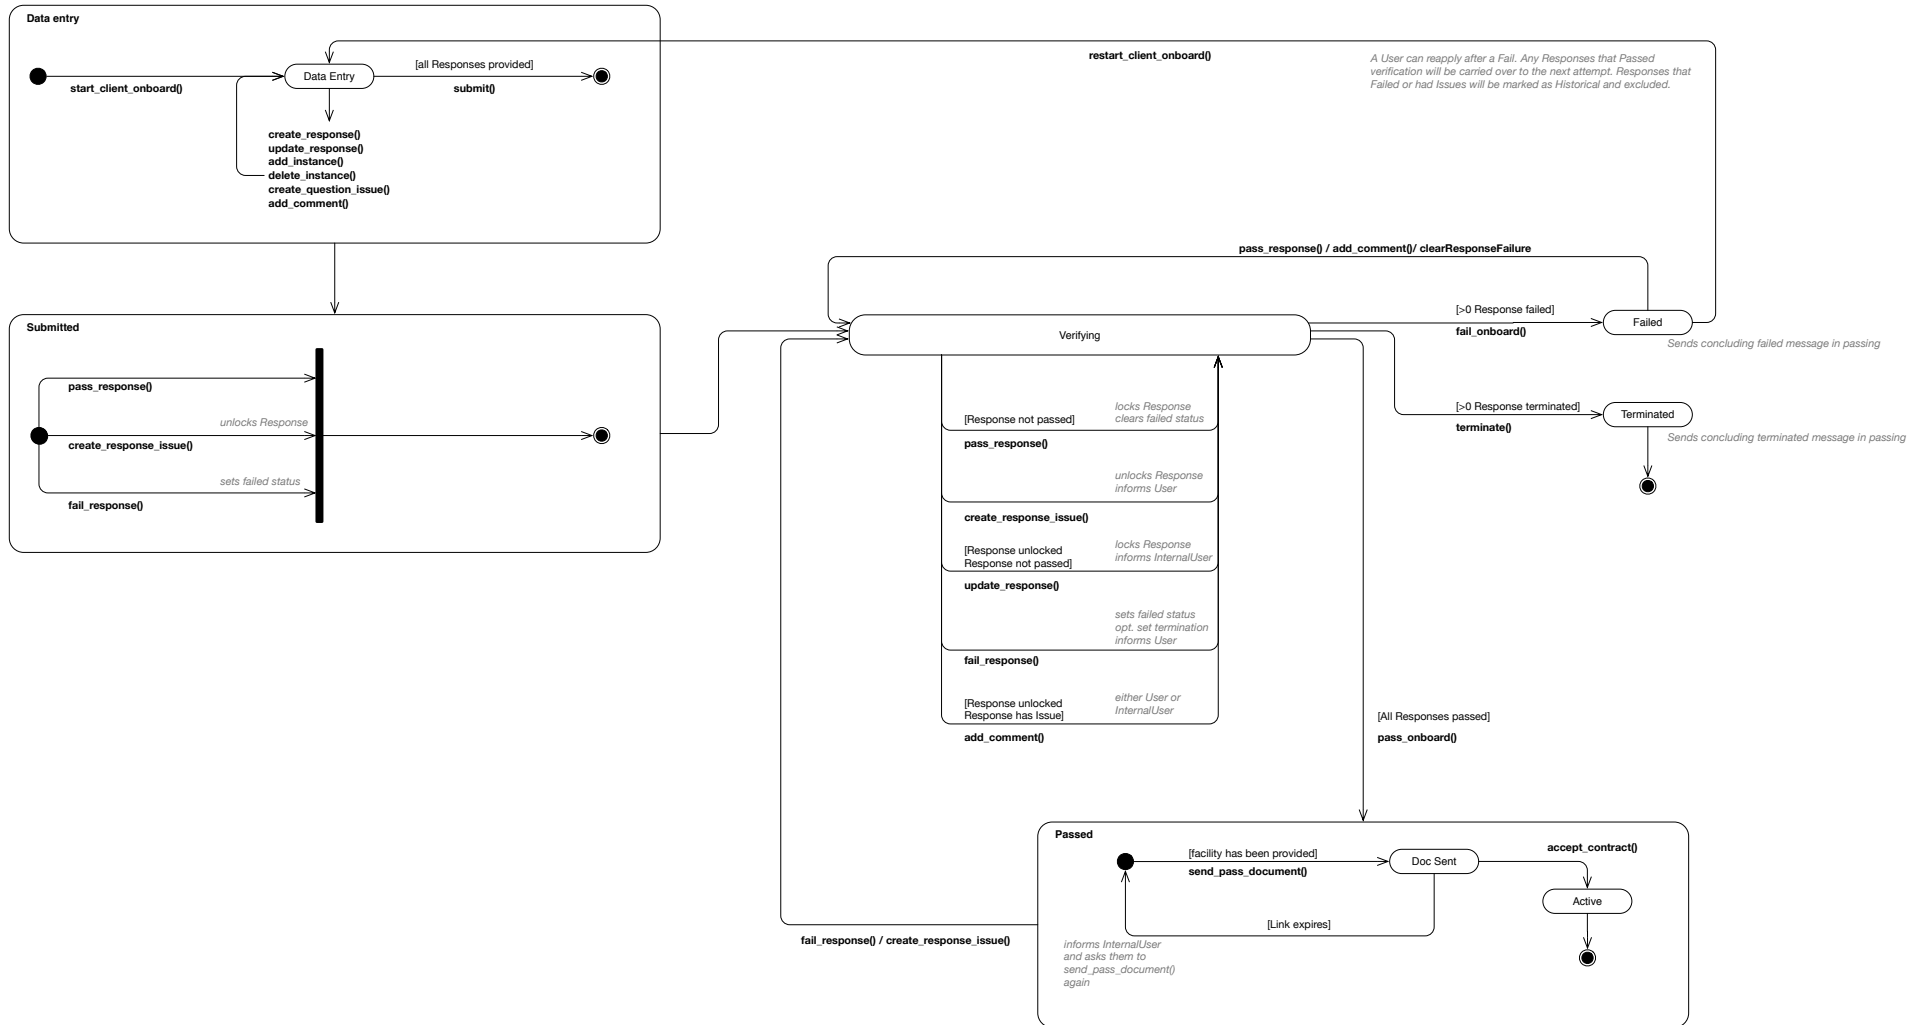 Data entry
start_client_onboard()
Data Entry
[all Responses provided]
submit()
create_response()
update_response()
add_instance()
delete_instance()
create_question_issue()
add_comment()
restart_client_onboard()
A User can reapply after a Fail. Any Responses that Passed
verification will be carried over to the next attempt. Responses that
Failed or had Issues will be marked as Historical and excluded.
Submitted
pass_response()
unlocks Response
create_response_issue()
sets failed status
fail_response()
pass_response() / add_comment()/ clearResponseFailure
Verifying
[>0 Response failed]
fail_onboard()
Failed
Sends concluding failed message in passing
[>0 Response terminated]
terminate()
Terminated
Sends concluding terminated message in passing
locks Response
clears failed status
[Response not passed]
pass_response()
unlocks Response
informs User
create_response_issue()
locks Response
informs InternalUser
[Response unlocked
Response not passed]
update_response()
sets failed status
opt. set termination
informs User
fail_response()
either User or
InternalUser
[Response unlocked
Response has Issue]
add_comment()
[All Responses passed]
pass_onboard()
Passed
[facility has been provided]
send_pass_document()
Doc Sent
accept_contract()
Active
[Link expires]
fail_response() / create_response_issue()
informs InternalUser
and asks them to
send_pass_document()
again